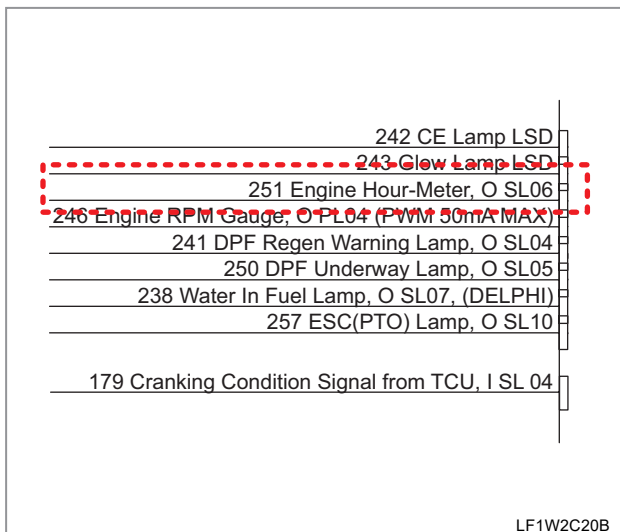 242 CE Lamp LSD
243 Glow Lamp LSD
251 Engine Hour-Meter, O SL06
246 Engine RPM Gauge, O PL04 (PWM 50mA MAX)
241 DPF Regen Warning Lamp, O SL04
250 DPF Underway Lamp, O SL05
238 Water In Fuel Lamp, O SL07, (DELPHI)
257 ESC(PTO) Lamp, O SL10
179 Cranking Condition Signal from TCU, I SL 04
LF1W2C20B